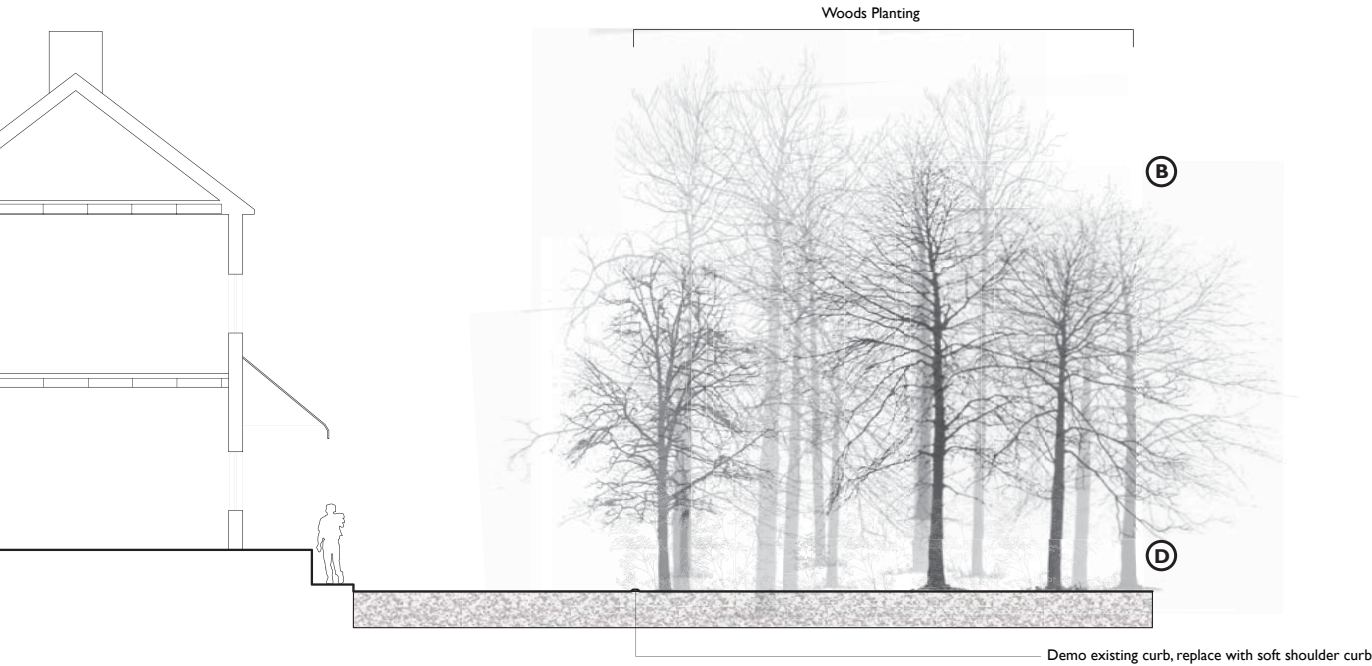 Woods Planting
B
D
Demo existing curb, replace with soft shoulder curb